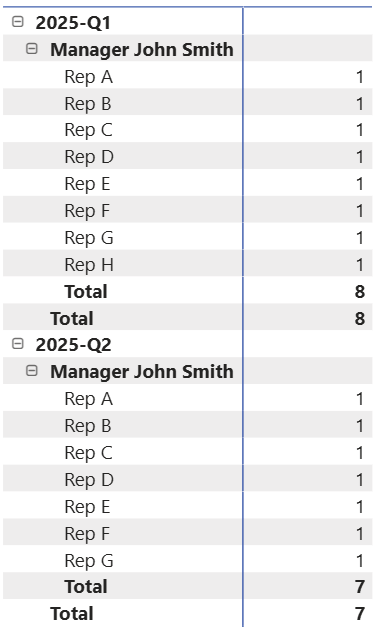 2025-Q1
Manager John Smith
Rep A 1
Rep B 1
Rep C 1
Rep D 1
Rep E 1
Rep F 1
Rep G 1
Rep H 1
Total 8
Total 8
2025-Q2
Manager John Smith
Rep A 1
Rep B 1
Rep C 1
Rep D 1
Rep E 1
Rep F 1
Rep G 1
Total 7
Total 7